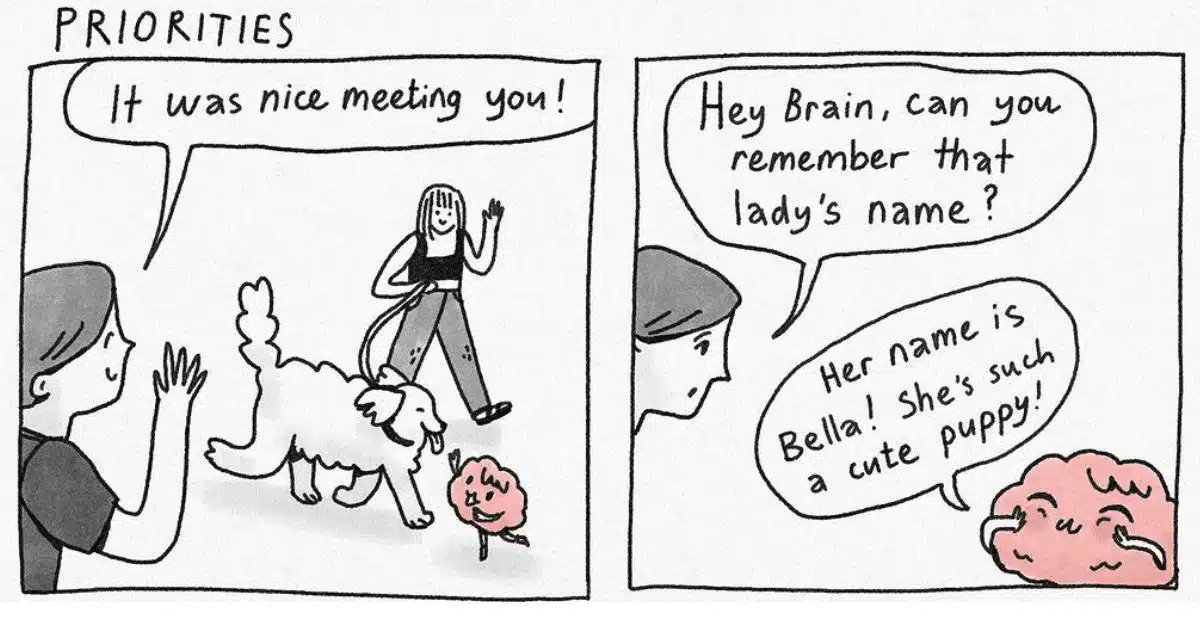 PRIORITIES
It was nice meeting you!
Hey Brain, can you
remember that
lady's name?
Her name is
Bella! She's such
a cute puppy!